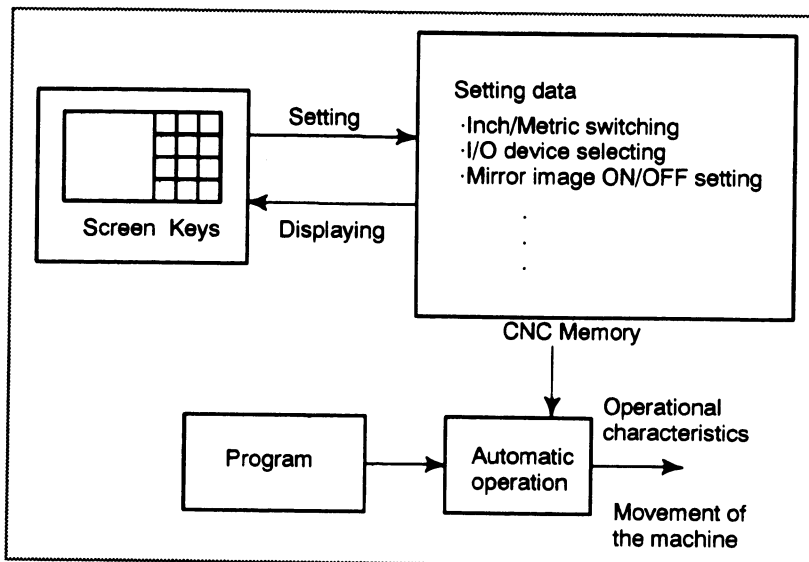 Setting data
·Inch/Metric switching
·I/O device selecting
·Mirror image ON/OFF setting
.
.
.
Setting
Screen Keys
Displaying
CNC Memory
Program
Automatic
operation
Operational
characteristics
Movement of
the machine